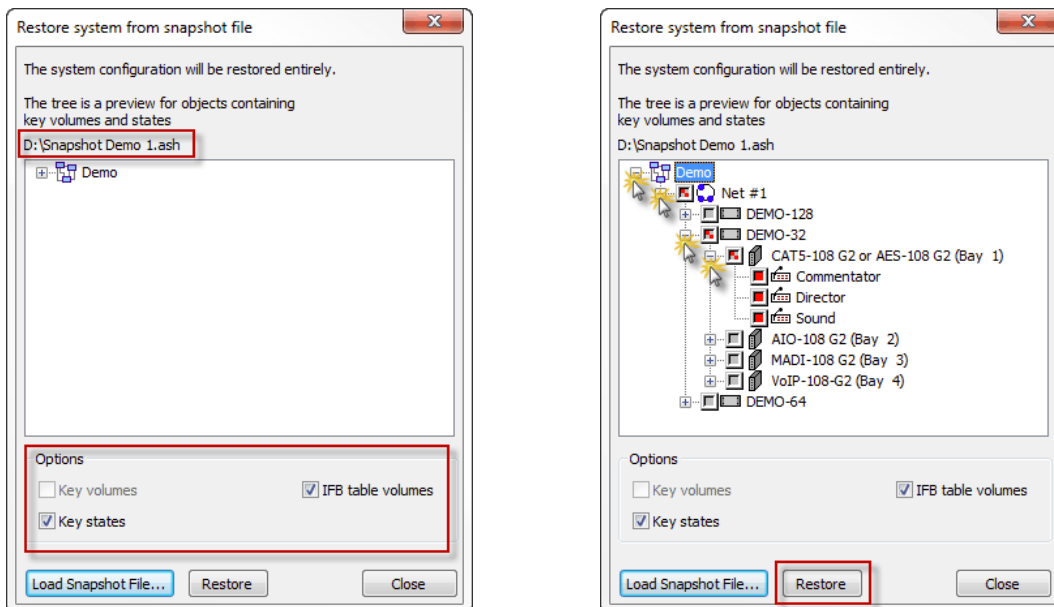 Restore system from snapshot file
The system configuration will be restored entirely.
The tree is a preview for objects containing
key volumes and states
D:\Snapshot Demo 1.ash
Demo
Options
Key volumes
IFB table volumes
Key states
Load Snapshot File...
Restore
Close
Restore system from snapshot file
The system configuration will be restored entirely.
The tree is a preview for objects containing
key volumes and states
D:\Snapshot Demo 1.ash
Demo
Net #1
DEMO-128
DEMO-32
CAT5-108 G2 or AES-108 G2 (Bay 1)
Commentator
Director
Sound
AIO-108 G2 (Bay 2)
MADI-108 G2 (Bay 3)
VoIP-108-G2 (Bay 4)
DEMO-64
Options
Key volumes
IFB table volumes
Key states
Load Snapshot File...
Restore
Close